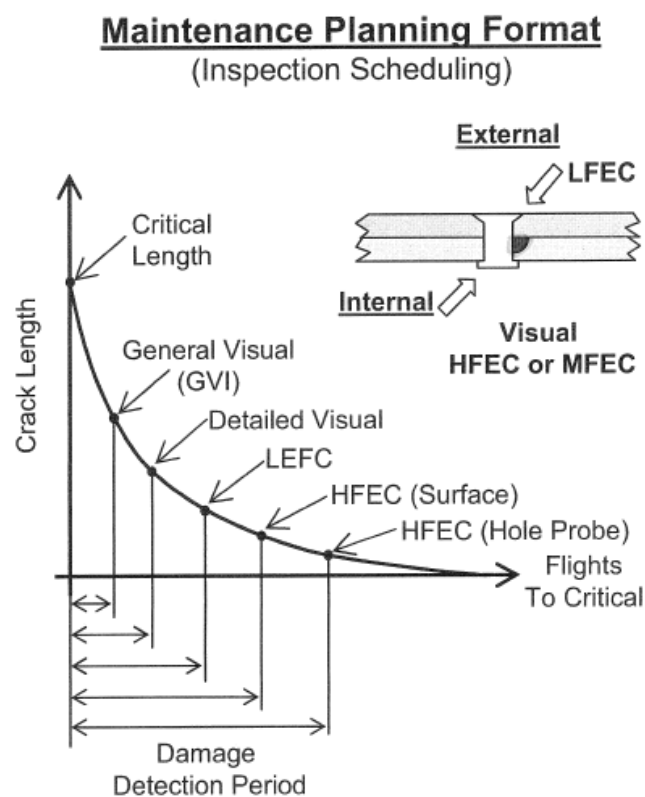 Maintenance Planning Format
(Inspection Scheduling)
External
LFEC
Critical
Length
Internal
Visual
HFEC or MFEC
General Visual
(GVI)
Detailed Visual
LEFC
HFEC (Surface)
HFEC (Hole Probe)
Crack Length
Flights
To Critical
Damage
Detection Period